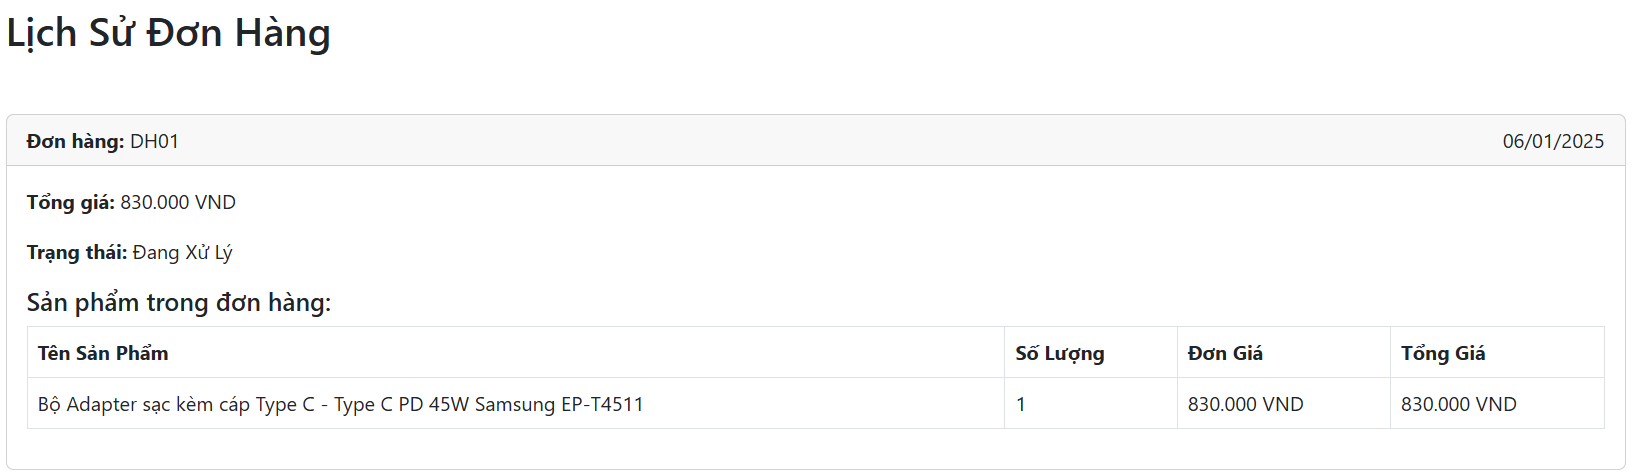 Lịch Sử Đơn Hàng
Đơn hàng: DH01 06/01/2025
Tổng giá: 830.000 VND
Trạng thái: Đang Xử Lý
Sản phẩm trong đơn hàng:
Tên Sản Phẩm Số Lượng Đơn Giá Tổng Giá
Bộ Adapter sạc kèm cáp Type C - Type C PD 45W Samsung EP-T4511 1 830.000 VND 830.000 VND